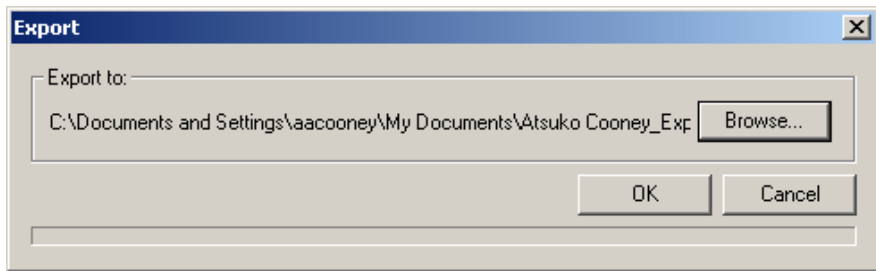 Export
Export to:
C:\Documents and Settings\aacooney\My Documents\Atsuko Cooney_Exp
Browse...
OK
Cancel